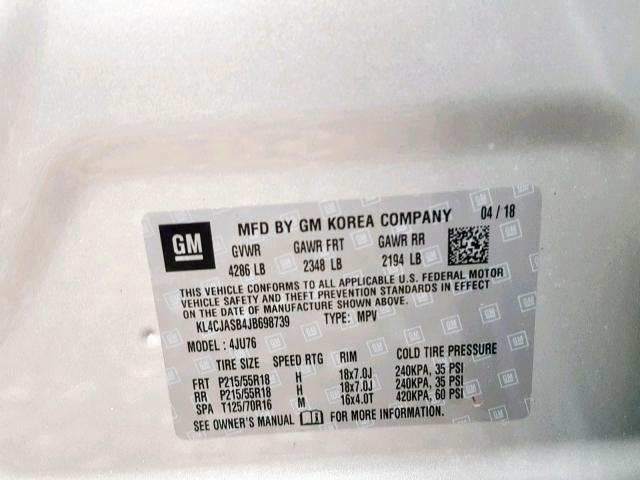 GM MFD BY GM KOREA COMPANY 04 / 18
GVWR GAWR FRT GAWR RR
4286 LB 2348 LB 2194 LB
THIS VEHICLE CONFORMS TO ALL APPLICABLE U.S. FEDERAL MOTOR
VEHICLE SAFETY AND THEFT PREVENTION STANDARDS IN EFFECT
ON THE DATE OF MANUFACTURE SHOWN ABOVE.
KL4CJASB4JB698739 TYPE: MPV
MODEL: 4JU76
TIRE SIZE SPEED RTG RIM COLD TIRE PRESSURE
FRT P215/55R18 H 18x7.0J 240KPA, 35 PSI
RR P215/55R18 H 18x7.0J 240KPA, 35 PSI
SPA T125/70R16 M 16x4.0T 420KPA, 60 PSI
SEE OWNER'S MANUAL FOR MORE INFORMATION.